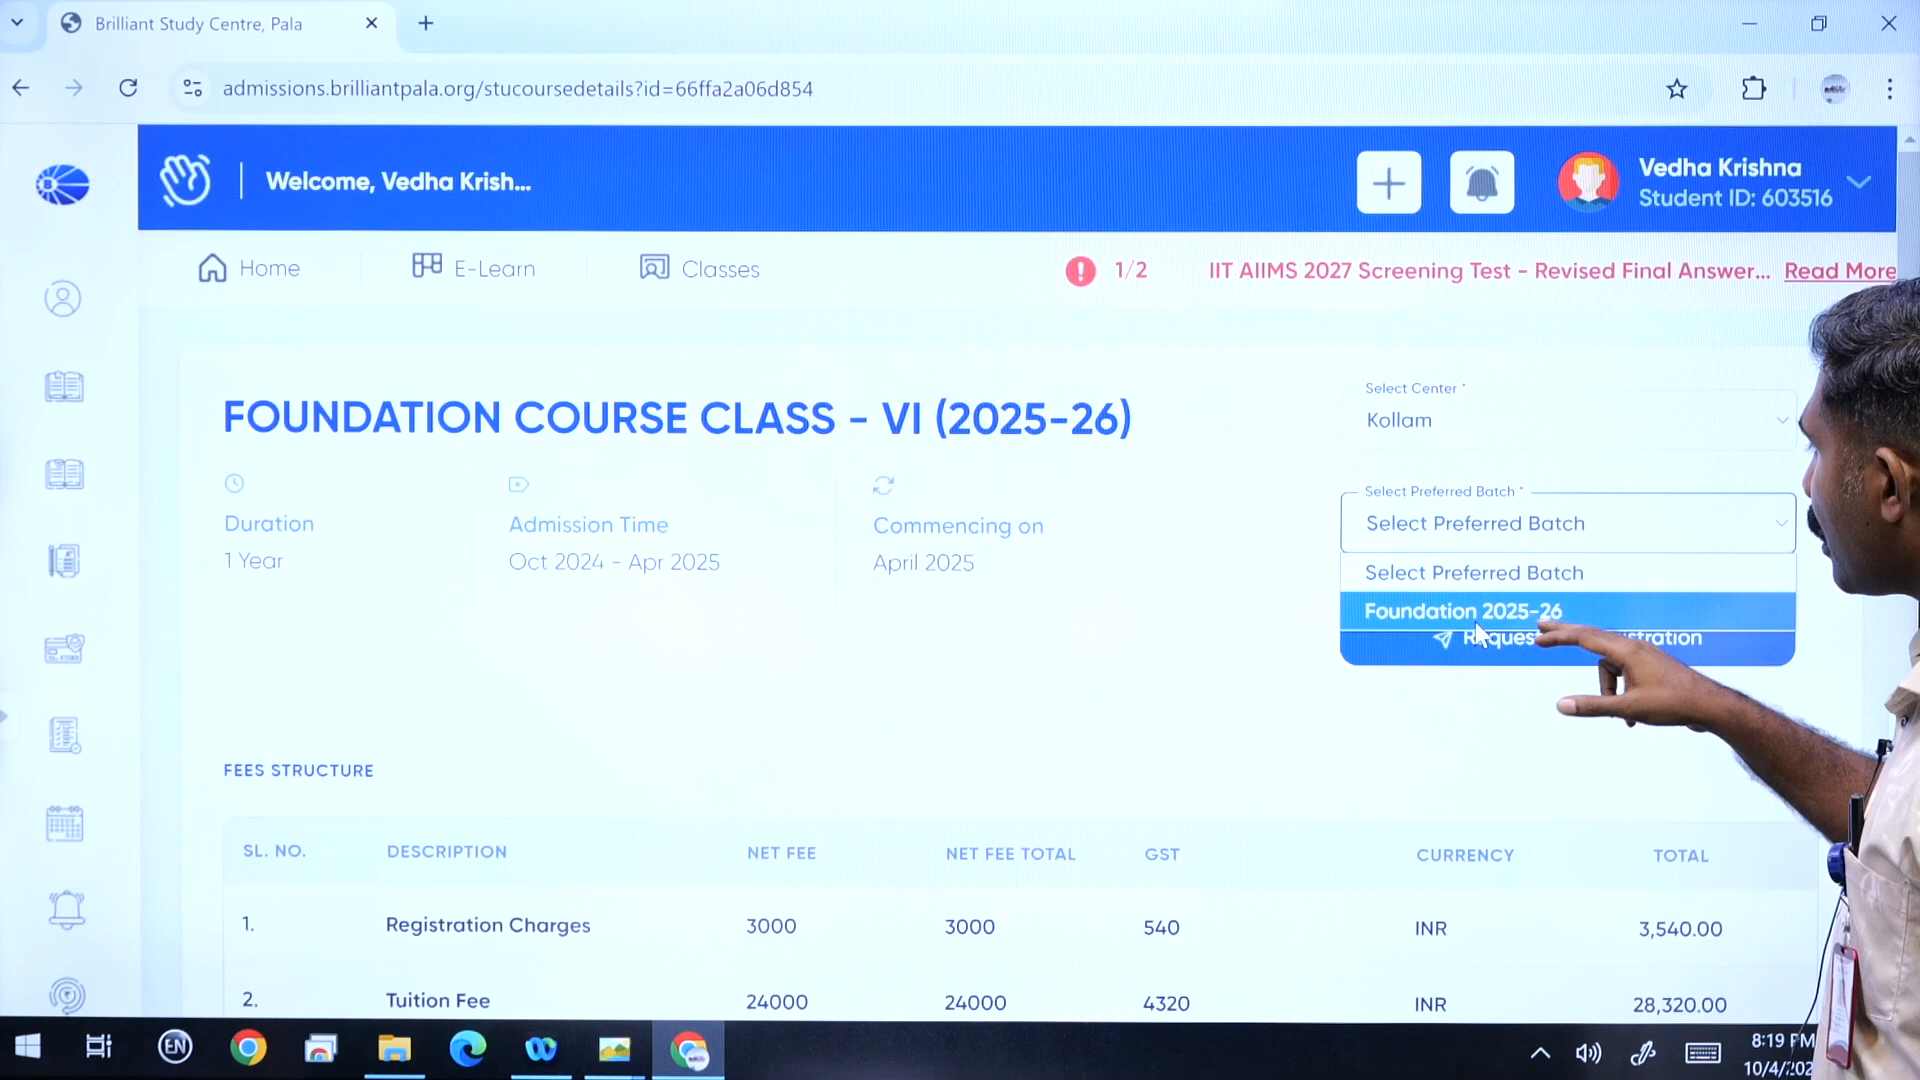 Brilliant Study Centre, Pala
admissions.brilliantpala.org/stucoursedetails?id=66ffa2a06d854
Welcome, Vedha Krish...
Vedha Krishna
Student ID: 603516
Home
E-Learn
Classes
1/2
IIT AIIMS 2027 Screening Test - Revised Final Answer... Read More
FOUNDATION COURSE CLASS - VI (2025-26)
Select Center *
Kollam
Duration
1 Year
Admission Time
Oct 2024 - Apr 2025
Commencing on
April 2025
Select Preferred Batch *
Select Preferred Batch
Select Preferred Batch
Foundation 2025-26
FEES STRUCTURE
SL. NO. DESCRIPTION NET FEE NET FEE TOTAL GST CURRENCY TOTAL
1. Registration Charges 3000 3000 540 INR 3,540.00
2. Tuition Fee 24000 24000 4320 INR 28,320.00
EN
8:19 PM